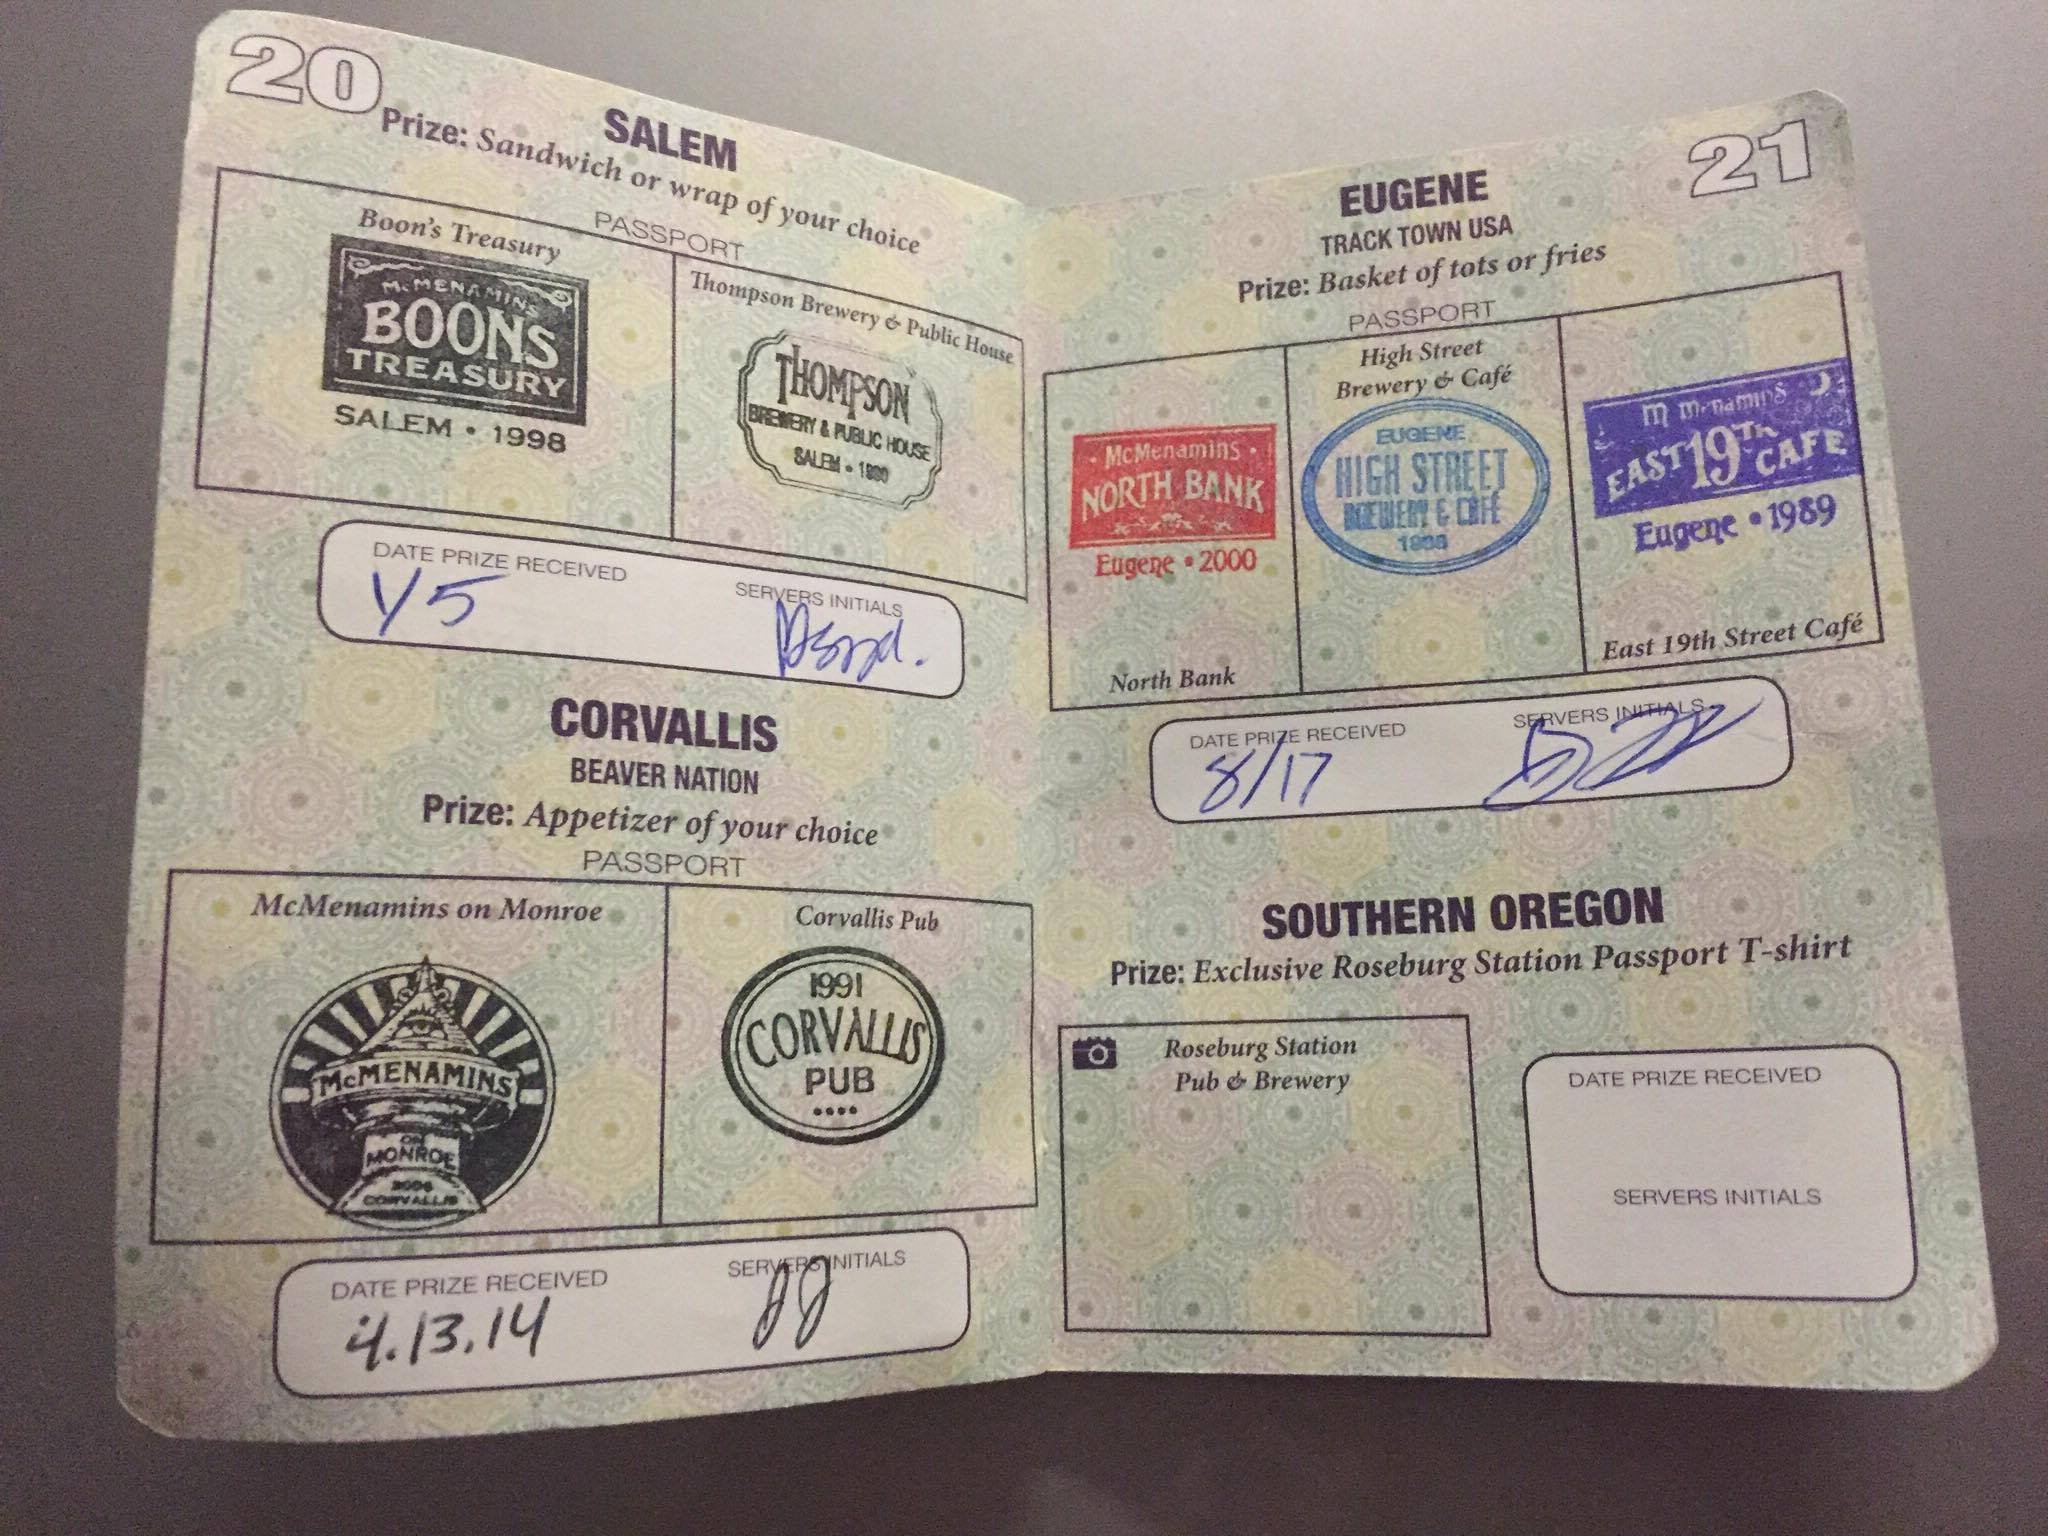 20
SALEM
Prize: Sandwich or wrap of your choice
PASSPORT
Boon's Treasury
McMENAMINS
BOONS
TREASURY
SALEM • 1998
Thompson Brewery & Public House
THOMPSON
BREWERY & PUBLIC HOUSE
SALEM • 1990
DATE PRIZE RECEIVED
SERVERS INITIALS
CORVALLIS
BEAVER NATION
Prize: Appetizer of your choice
PASSPORT
McMenamins on Monroe
McMENAMINS
ON
MONROE
2006
CORVALLIS
Corvallis Pub
1991
CORVALLIS
PUB
DATE PRIZE RECEIVED
4.13.14
SERVERS INITIALS
JJ
21
EUGENE
TRACK TOWN USA
Prize: Basket of tots or fries
PASSPORT
• McMenamins •
NORTH BANK
Eugene • 2000
North Bank
High Street
Brewery & Café
EUGENE
HIGH STREET
BREWERY & CAFÉ
1988
McMenamins
EAST 19TH CAFE
Eugene • 1989
East 19th Street Café
DATE PRIZE RECEIVED
8/17
SERVERS INITIALS
SOUTHERN OREGON
Prize: Exclusive Roseburg Station Passport T-shirt
Roseburg Station
Pub & Brewery
DATE PRIZE RECEIVED
SERVERS INITIALS